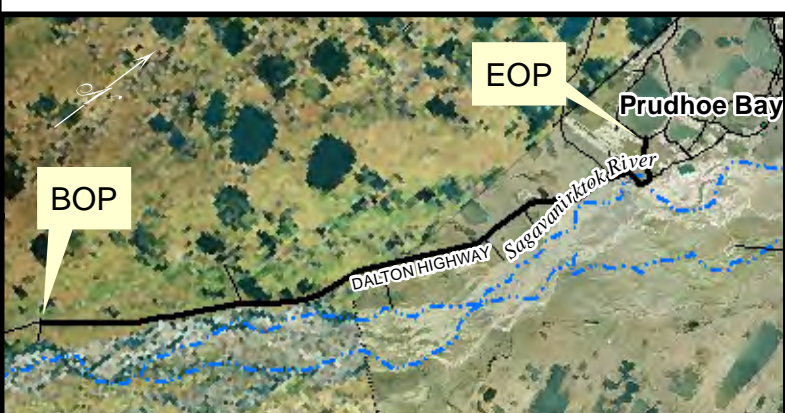 EOP
Prudhoe Bay
BOP
Sagavanirktok River
DALTON HIGHWAY